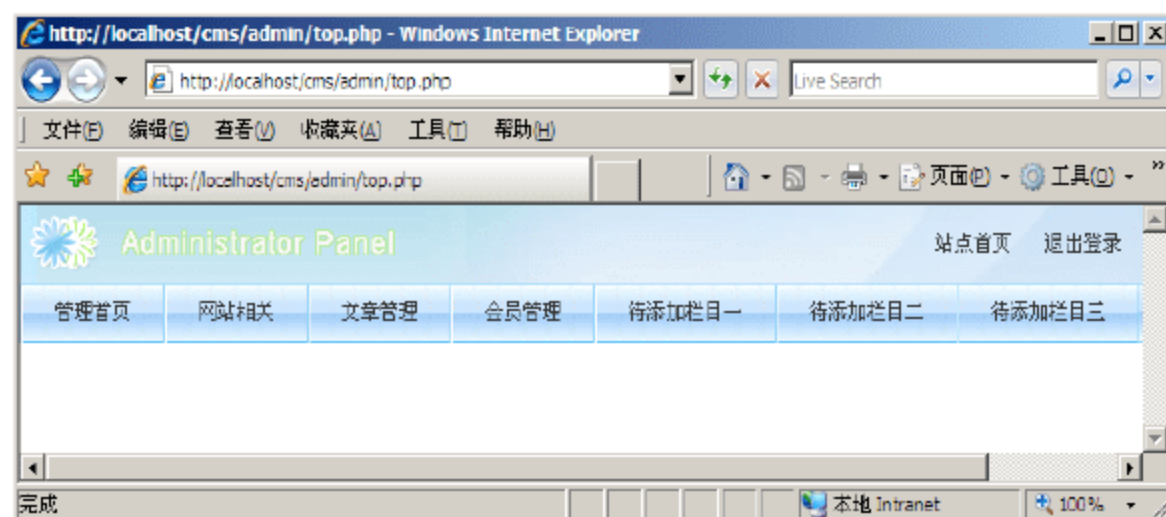 http://localhost/cms/admin/top.php - Windows Internet Explorer
http://localhost/cms/admin/top.php Live Search
文件(F) 编辑(E) 查看(V) 收藏夹(A) 工具(T) 帮助(H)
http://localhost/cms/admin/top.php 页面(P) 工具(O) »
Administrator Panel 站点首页 退出登录
管理首页 网站相关 文章管理 会员管理 待添加栏目一 待添加栏目二 待添加栏目三
完成 本地 Intranet 100%